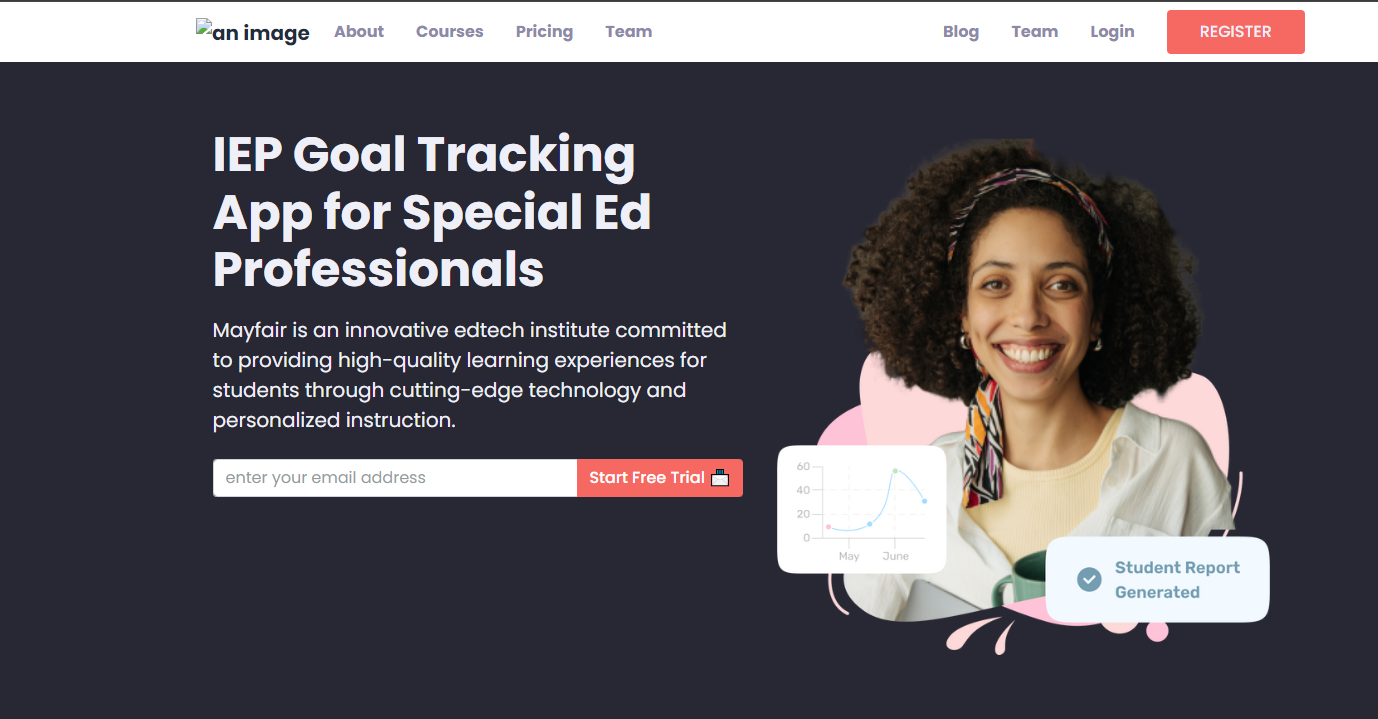 an image About Courses Pricing Team Blog Team Login REGISTER
IEP Goal Tracking
App for Special Ed
Professionals
Mayfair is an innovative edtech institute committed
to providing high-quality learning experiences for
students through cutting-edge technology and
personalized instruction.
enter your email address Start Free Trial
60
40
20
0
May June
Student Report
Generated